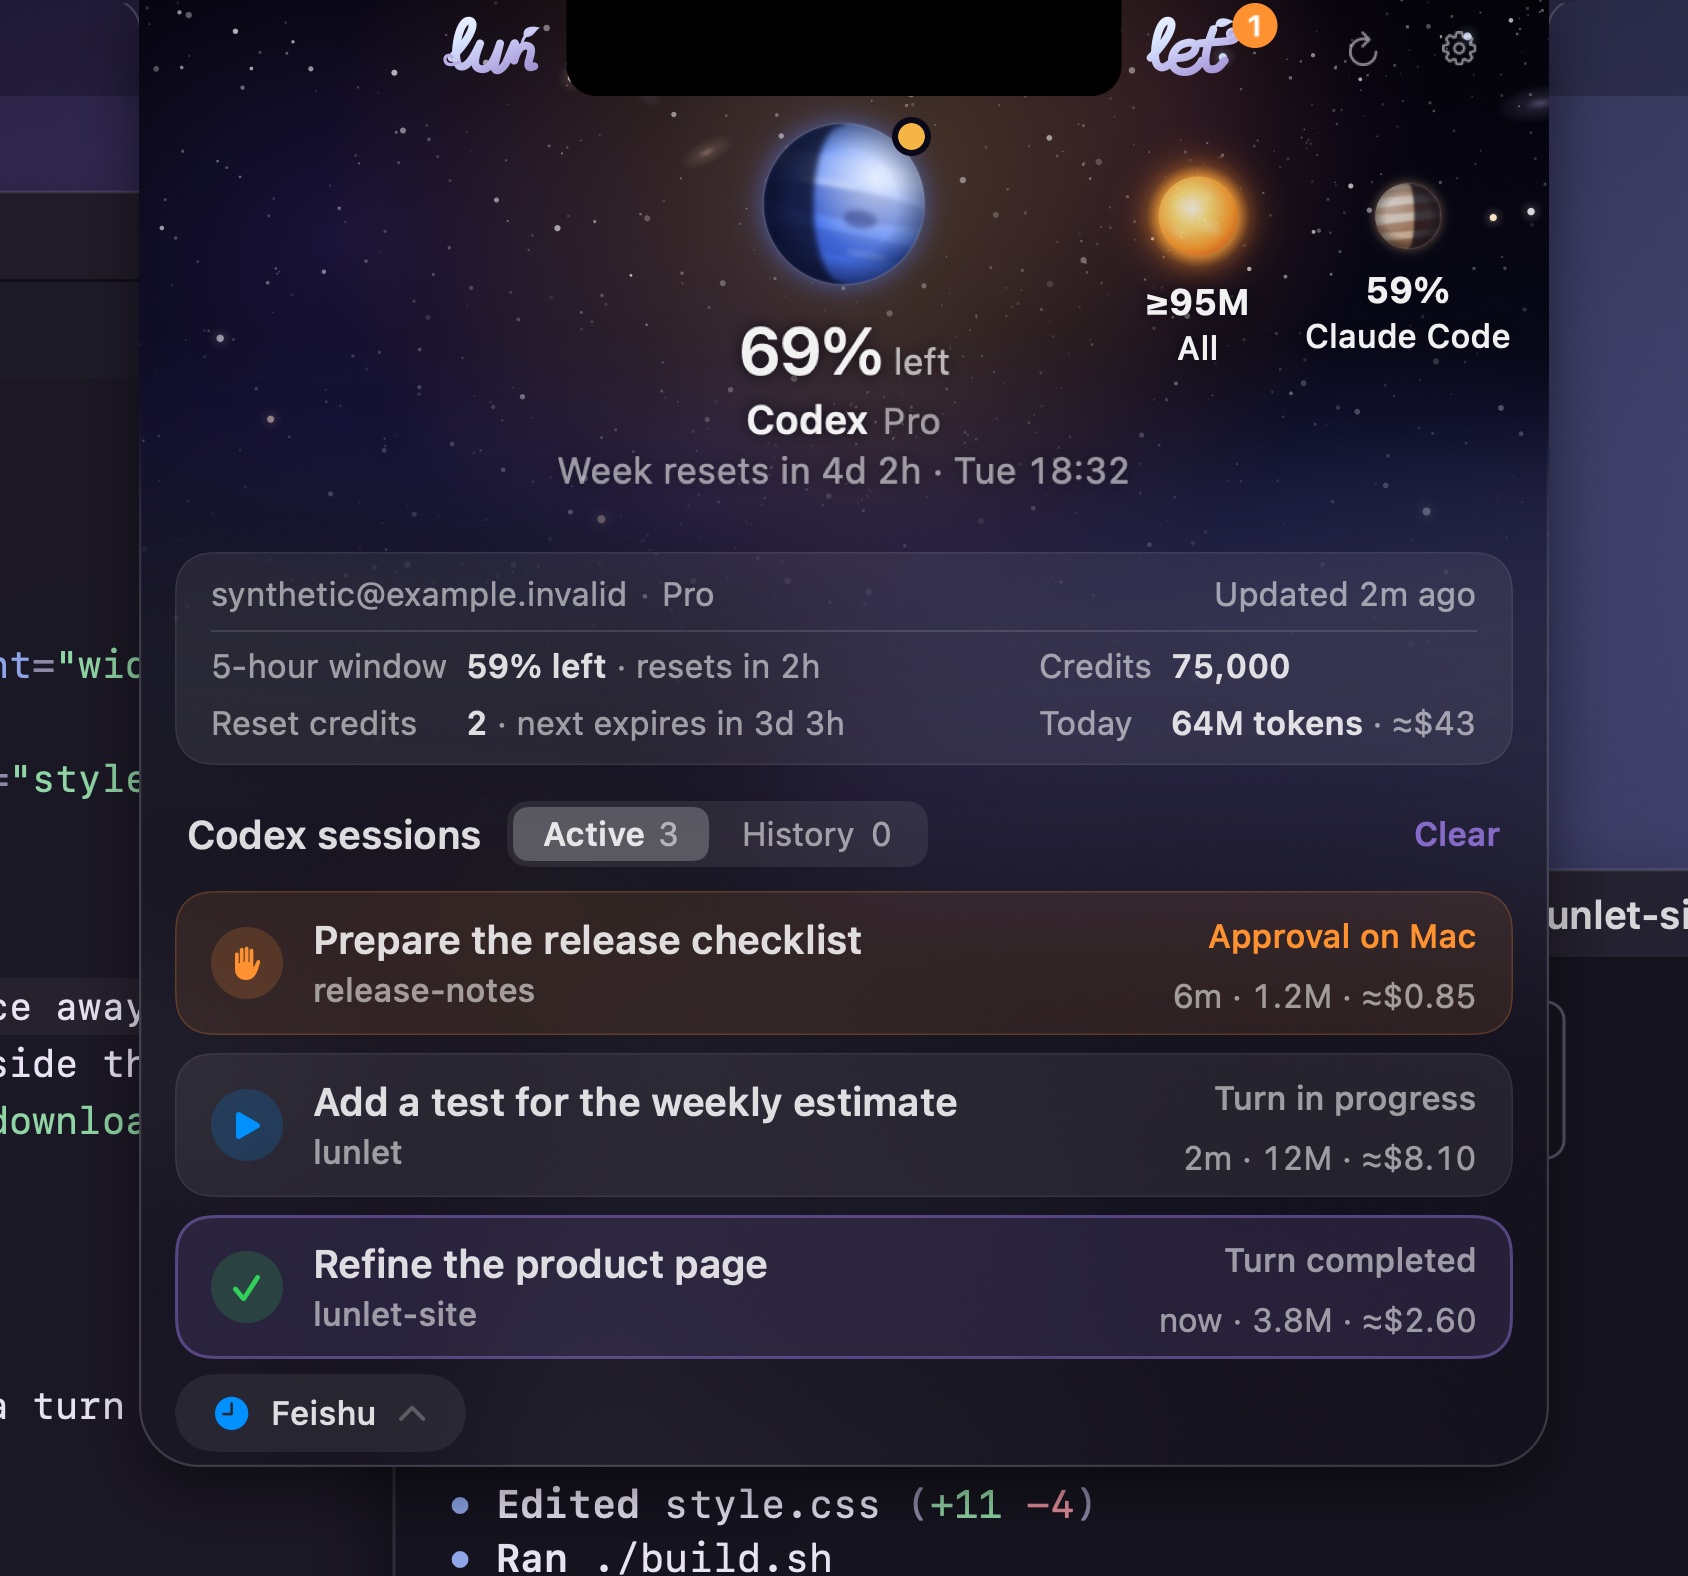 lun
let
1
69% left
Codex Pro
Week resets in 4d 2h · Tue 18:32
≥95M
All
59%
Claude Code
synthetic@example.invalid · Pro
Updated 2m ago
5-hour window 59% left · resets in 2h
Credits 75,000
Reset credits 2 · next expires in 3d 3h
Today 64M tokens · ≈$43
Codex sessions
Active 3
History 0
Clear
Prepare the release checklist
Approval on Mac
release-notes
6m · 1.2M · ≈$0.85
Add a test for the weekly estimate
Turn in progress
lunlet
2m · 12M · ≈$8.10
Refine the product page
Turn completed
lunlet-site
now · 3.8M · ≈$2.60
Feishu
nt="wid
="style
ce away
side th
downloa
a turn
unlet-si
• Edited style.css (+11 −4)
• Ran ./build.sh